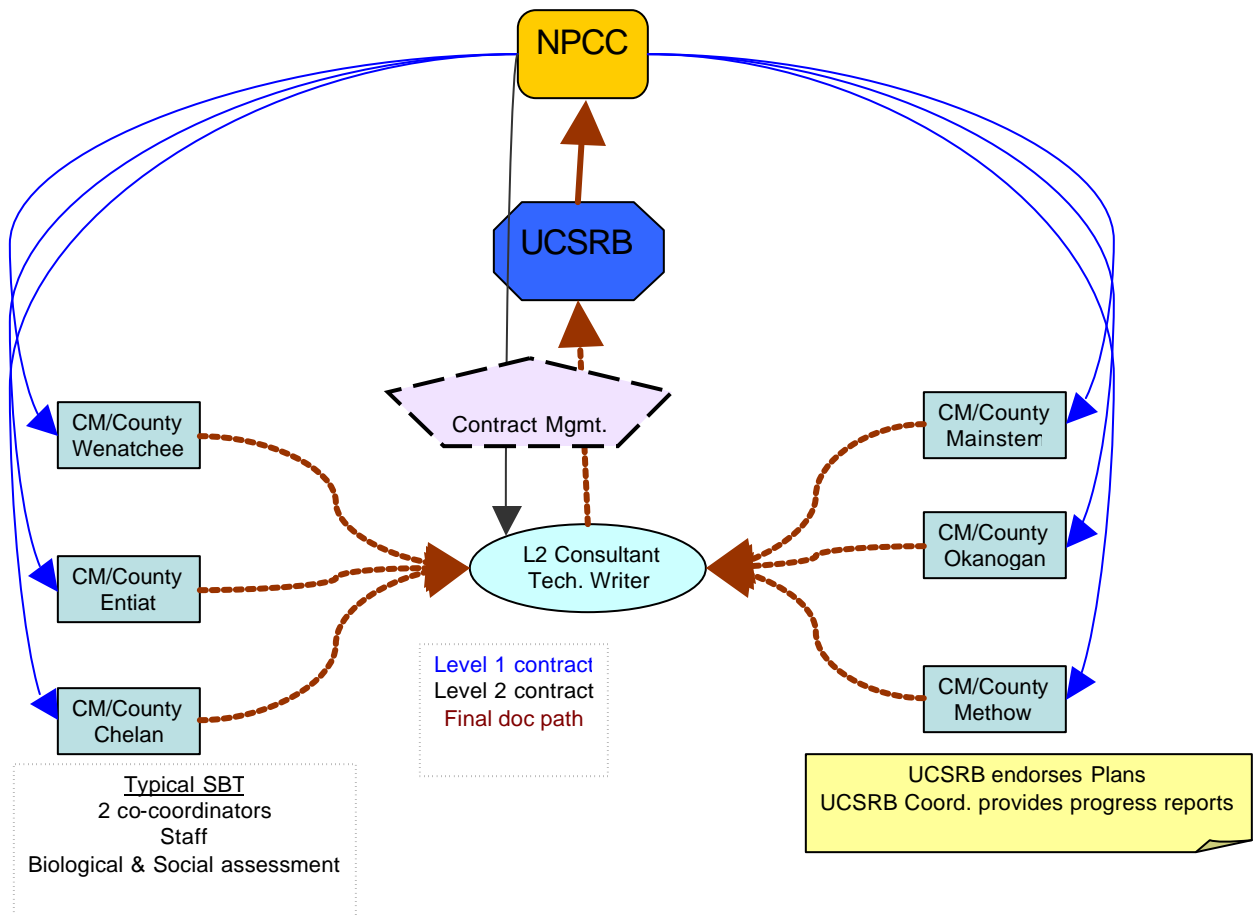 NPCC
UCSRB
Contract Mgmt.
CM/County
Wenatchee
CM/County
Mainstem
CM/County
Entiat
L2 Consultant
Tech. Writer
CM/County
Okanogan
CM/County
Chelan
Level 1 contract
Level 2 contract
Final doc path
CM/County
Methow
Typical SBT
2 co-coordinators
Staff
Biological & Social assessment
UCSRB endorses Plans
UCSRB Coord. provides progress reports